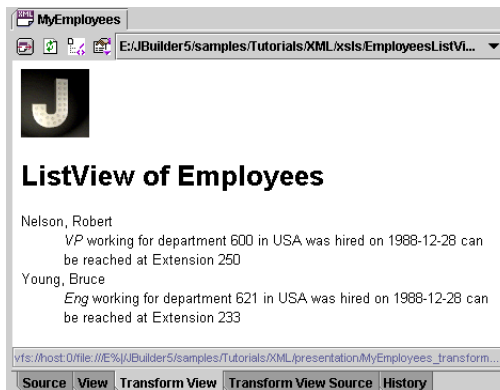 XML MyEmployees
E:/JBuilder5/samples/Tutorials/XML/xsls/EmployeesListVi...
J
ListView of Employees
Nelson, Robert
VP working for department 600 in USA was hired on 1988-12-28 can
be reached at Extension 250
Young, Bruce
Eng working for department 621 in USA was hired on 1988-12-28 can
be reached at Extension 233
vfs://host:0/file:///E%|/JBuilder5/samples/Tutorials/XML/presentation/MyEmployees_transform...
Source View Transform View Transform View Source History